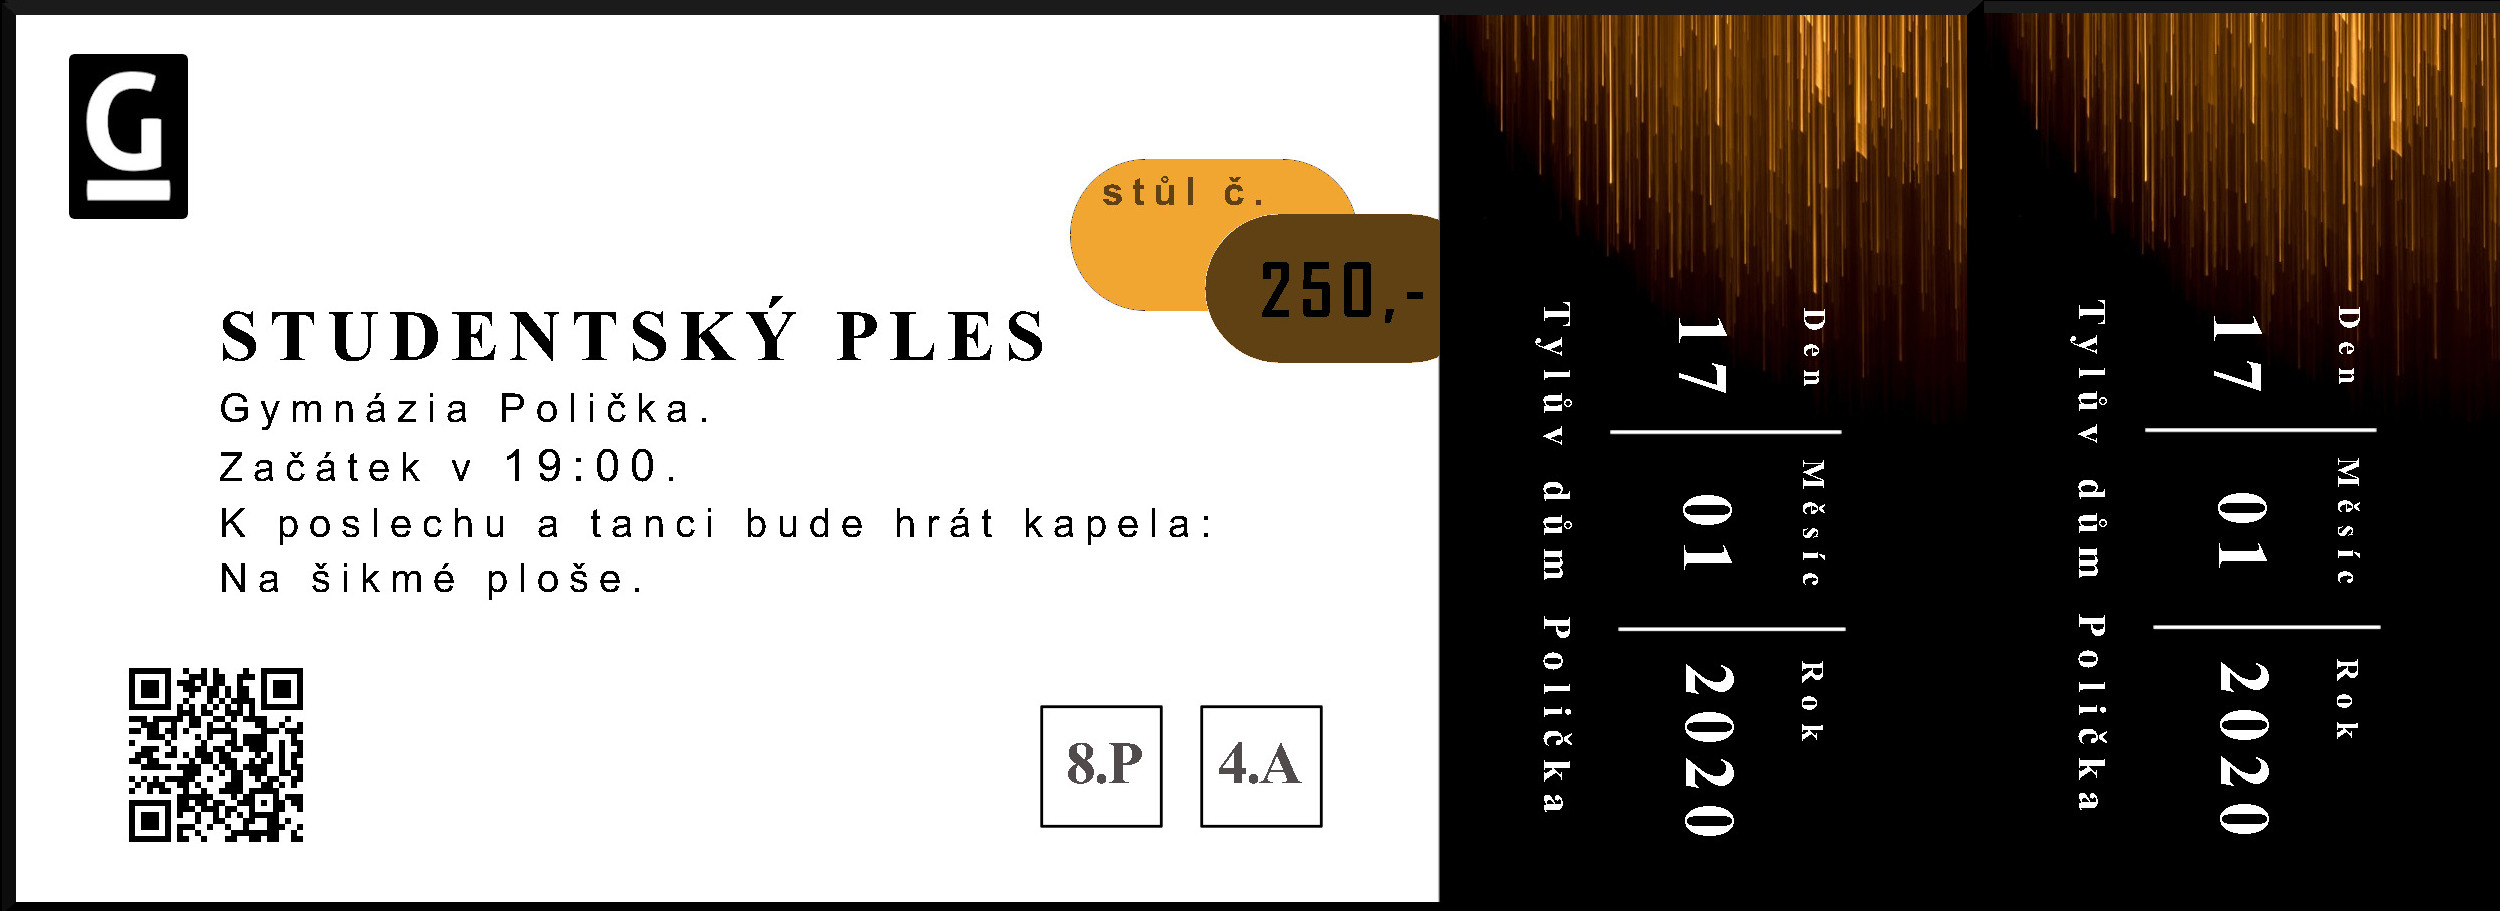 G
stůl č.
250,-
STUDENTSKÝ PLES
Gymnázia Polička.
Začátek v 19:00.
K poslechu a tanci bude hrát kapela:
Na šikmé ploše.
8.P
4.A
Den
Měsíc
Rok
17
01
2020
Tylův dům Polička
Den
Měsíc
Rok
17
01
2020
Tylův dům Polička